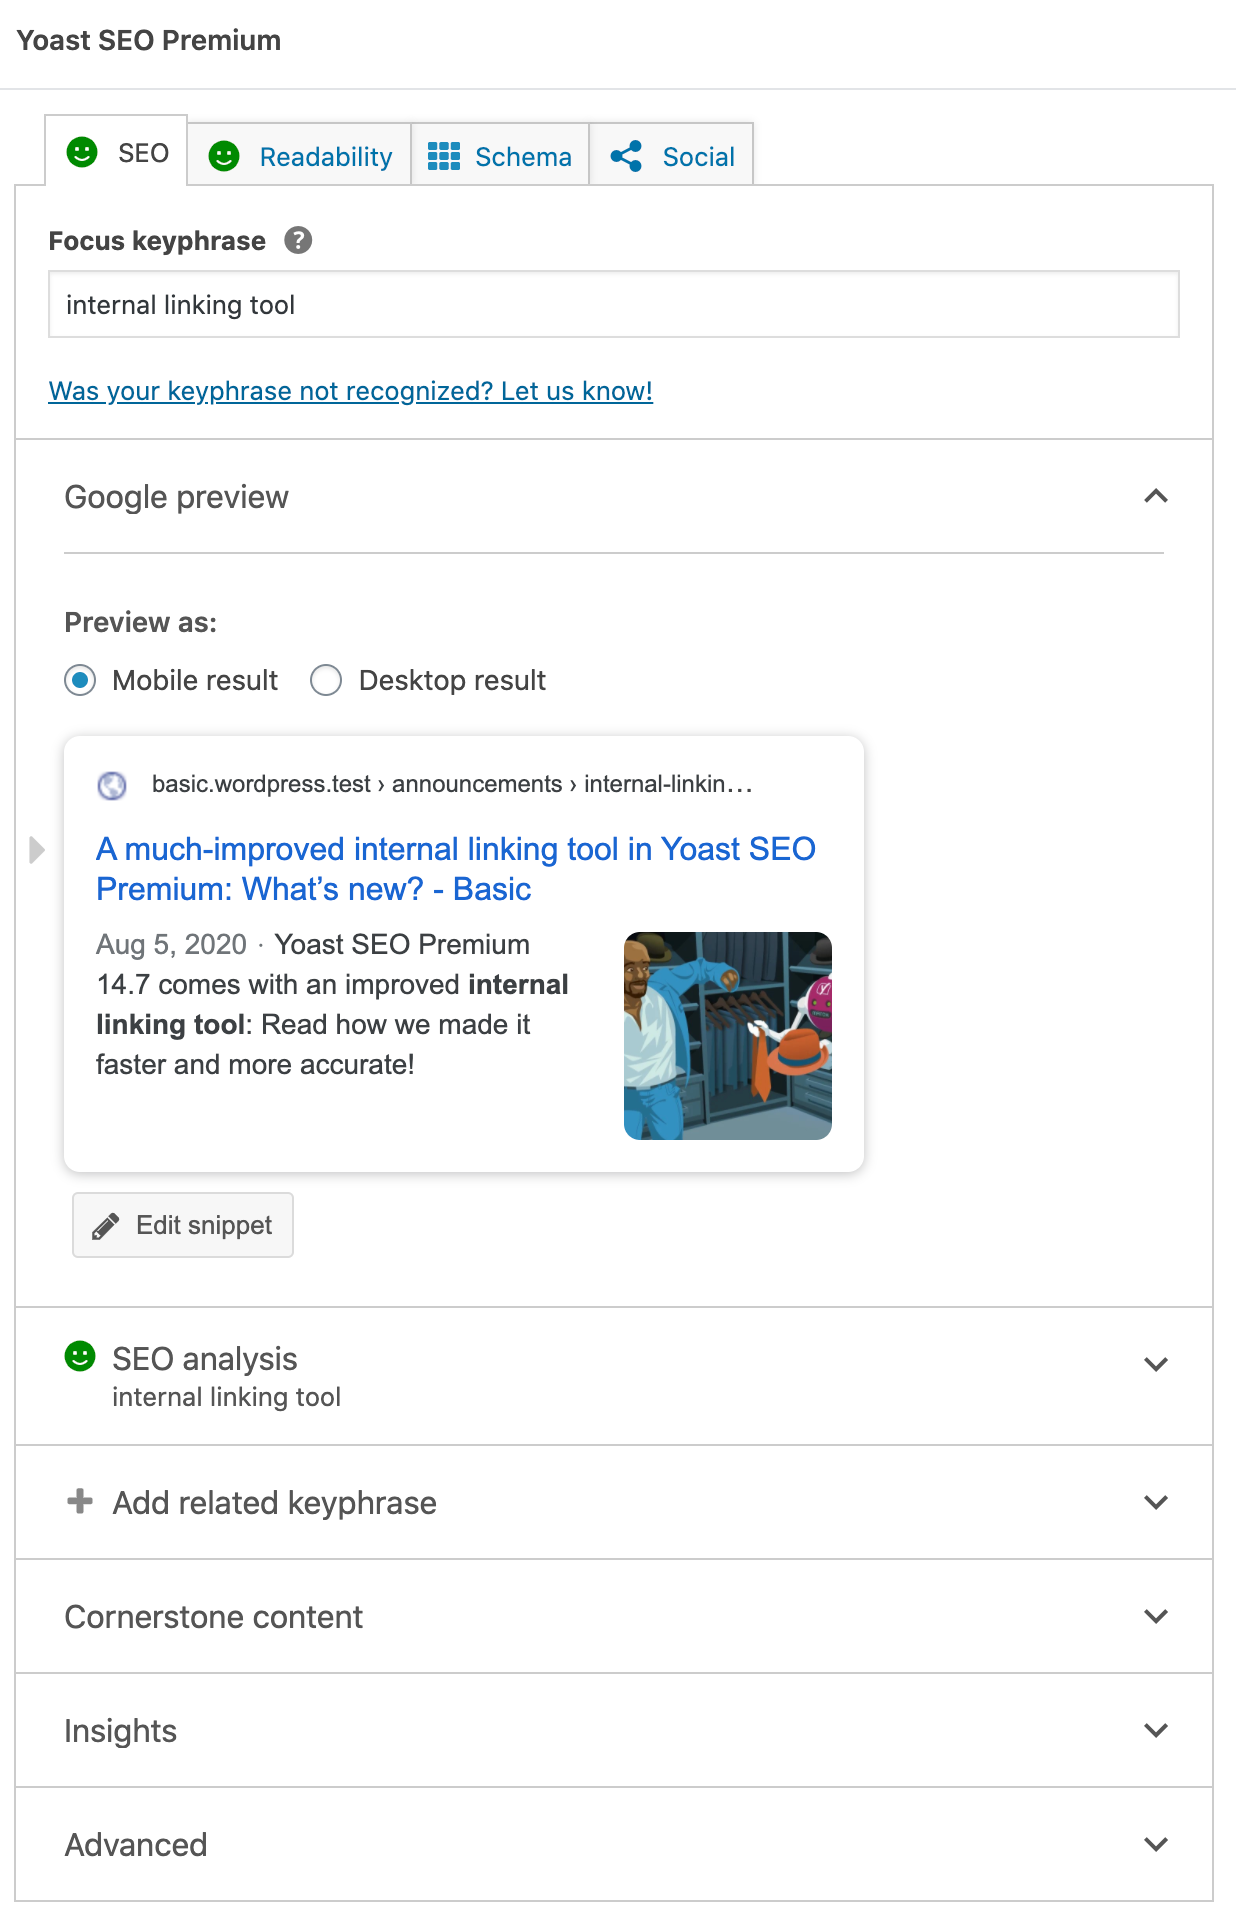 Yoast SEO Premium
SEO
Readability
Schema
Social
Focus keyphrase ?
internal linking tool
Was your keyphrase not recognized? Let us know!
Google preview
Preview as:
Mobile result
Desktop result
basic.wordpress.test › announcements › internal-linkin…
A much-improved internal linking tool in Yoast SEO
Premium: What’s new? - Basic
Aug 5, 2020 · Yoast SEO Premium
14.7 comes with an improved internal
linking tool: Read how we made it
faster and more accurate!
Edit snippet
SEO analysis
internal linking tool
Add related keyphrase
Cornerstone content
Insights
Advanced